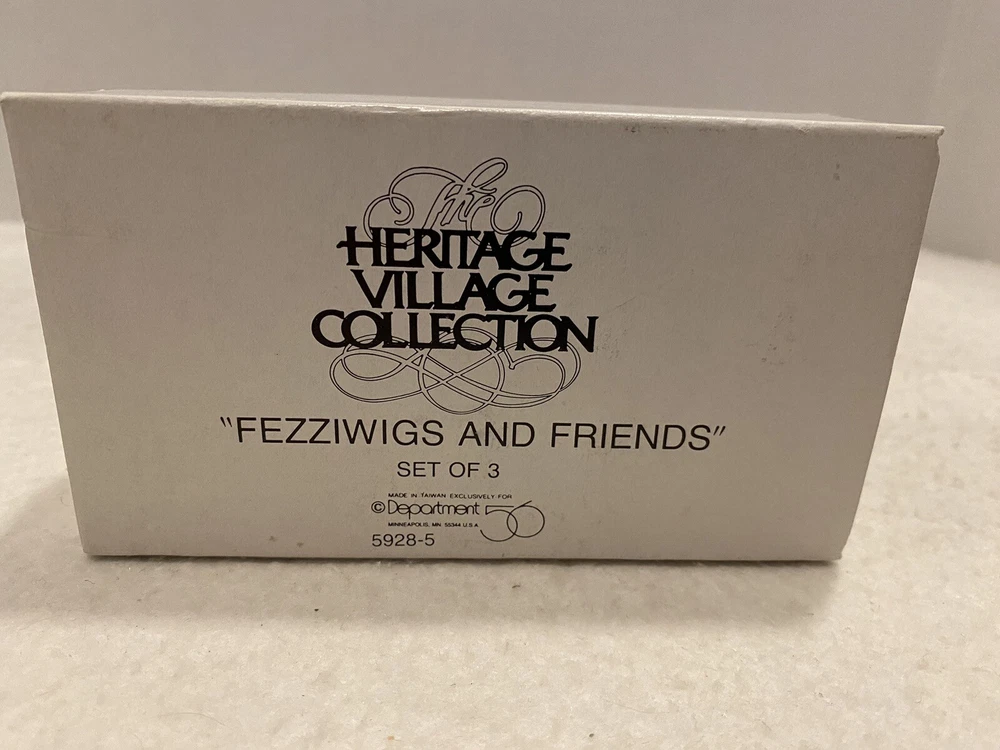 The
HERITAGE
VILLAGE
COLLECTION
"FEZZIWIGS AND FRIENDS"
SET OF 3
MADE IN TAIWAN EXCLUSIVELY FOR
© Department 56
MINNEAPOLIS, MN 55344 U.S.A.
5928-5